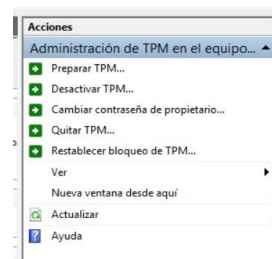 Acciones
Administración de TPM en el equipo...
Preparar TPM...
Desactivar TPM...
Cambiar contraseña de propietario...
Quitar TPM...
Restablecer bloqueo de TPM...
Ver
Nueva ventana desde aquí
Actualizar
Ayuda